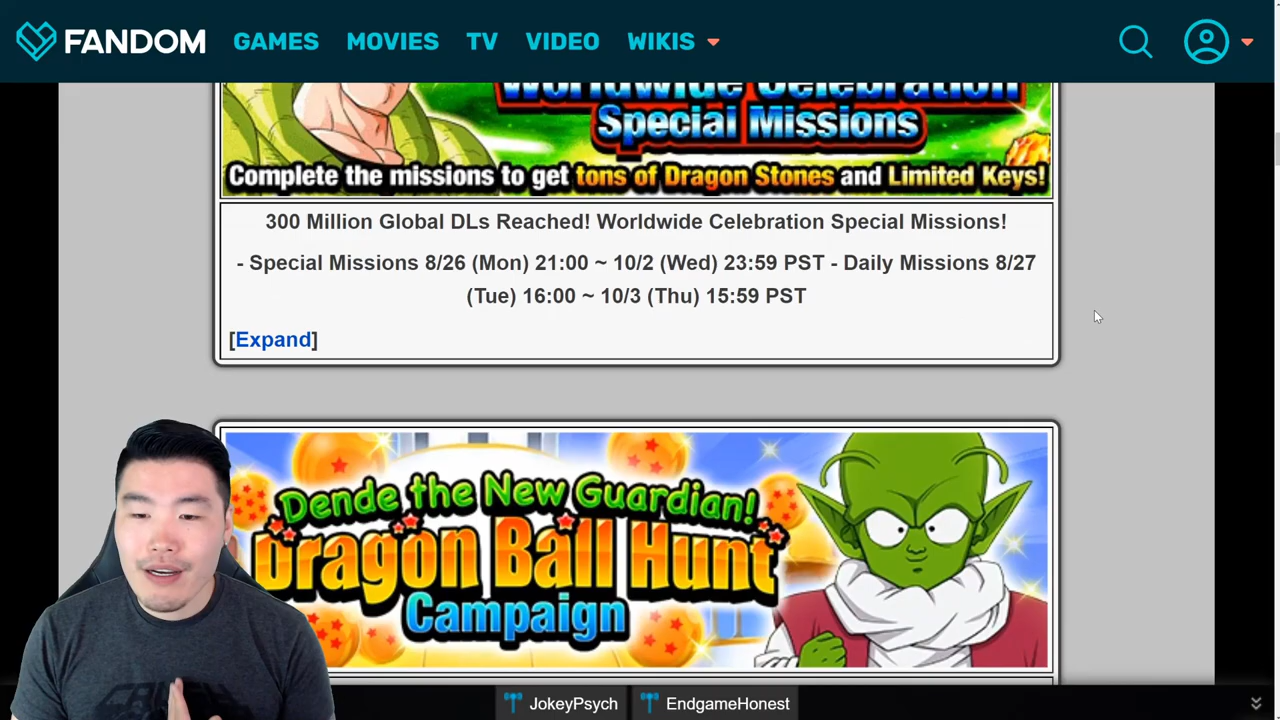 FANDOM GAMES MOVIES TV VIDEO WIKIS
Worldwide Celebration
Special Missions
Complete the missions to get tons of Dragon Stones and Limited Keys!
300 Million Global DLs Reached! Worldwide Celebration Special Missions!
- Special Missions 8/26 (Mon) 21:00 ~ 10/2 (Wed) 23:59 PST - Daily Missions 8/27
(Tue) 16:00 ~ 10/3 (Thu) 15:59 PST
[Expand]
Dende the New Guardian!
Dragon Ball Hunt
Campaign
JokeyPsych EndgameHonest